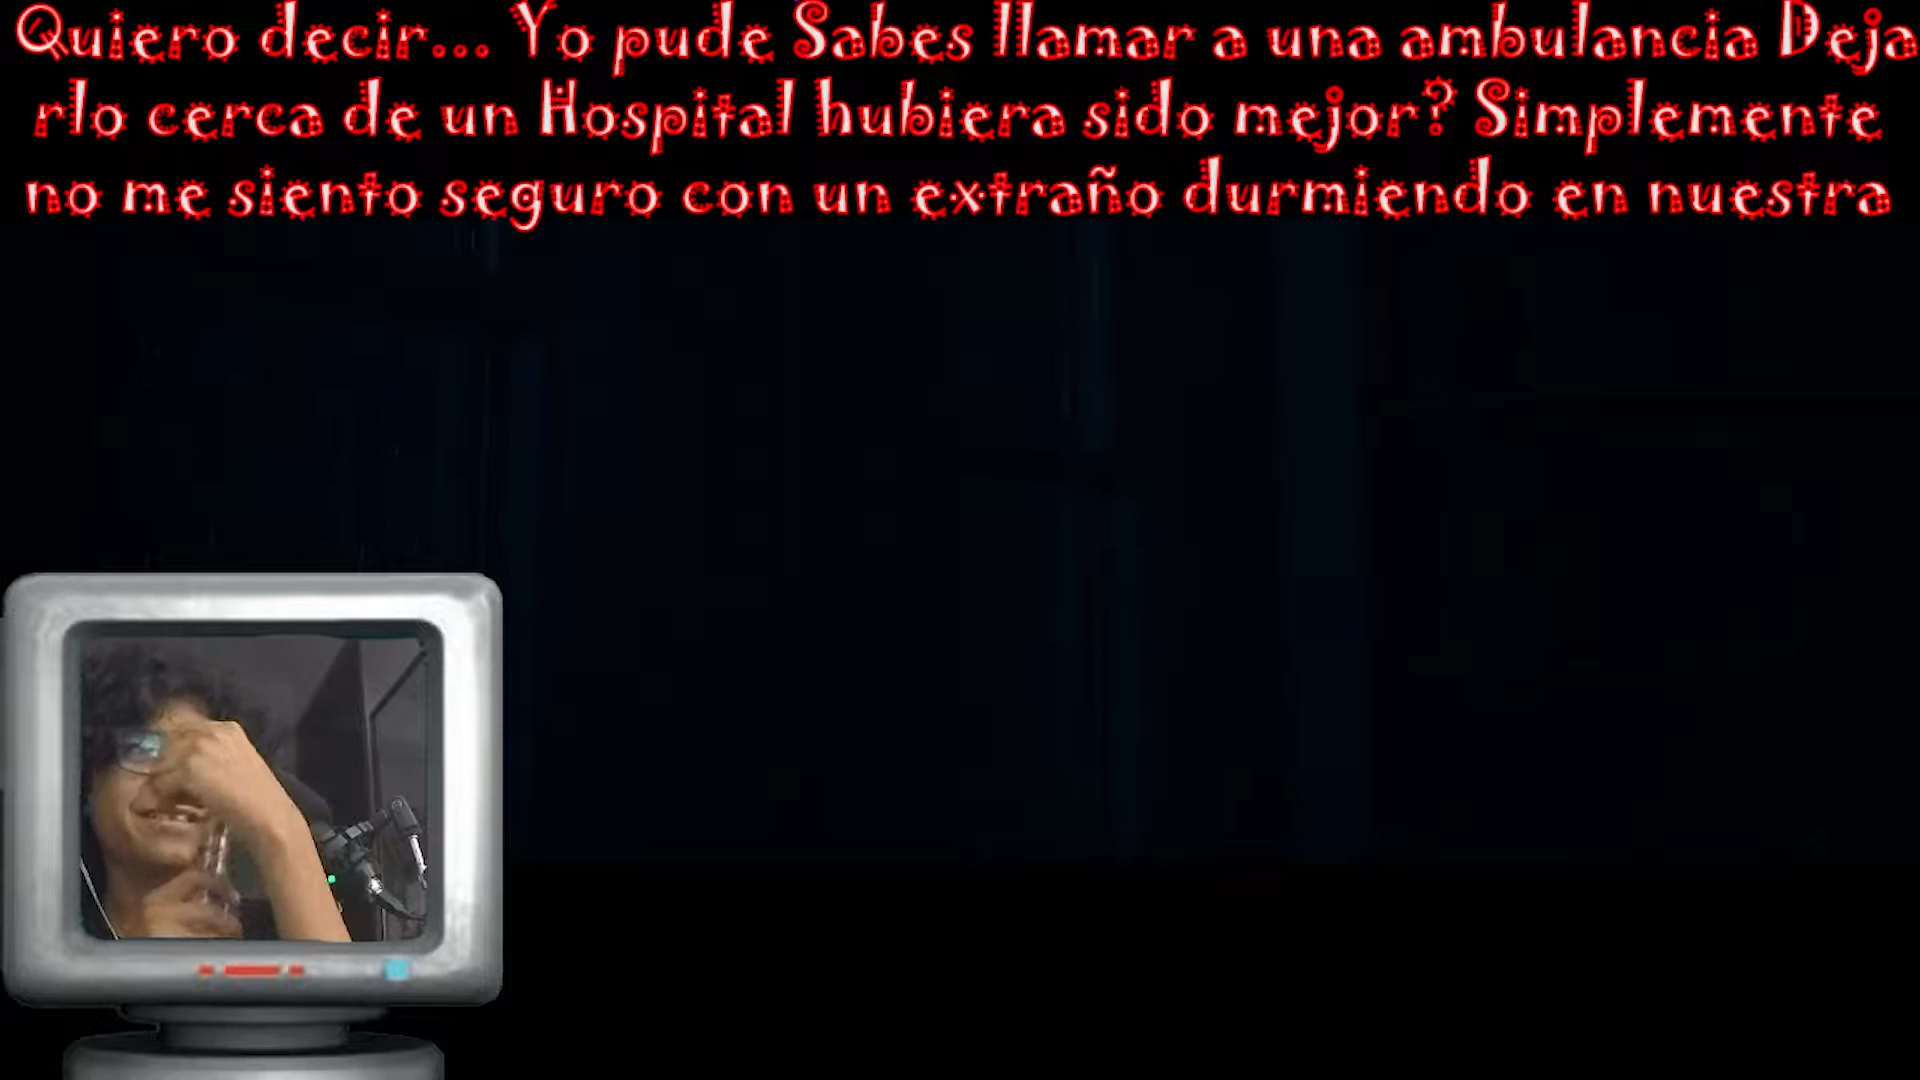 Quiero decir... Yo pude Sabes llamar a una ambulancia Deja
rlo cerca de un Hospital hubiera sido mejor? Simplemente
no me siento seguro con un extraño durmiendo en nuestra